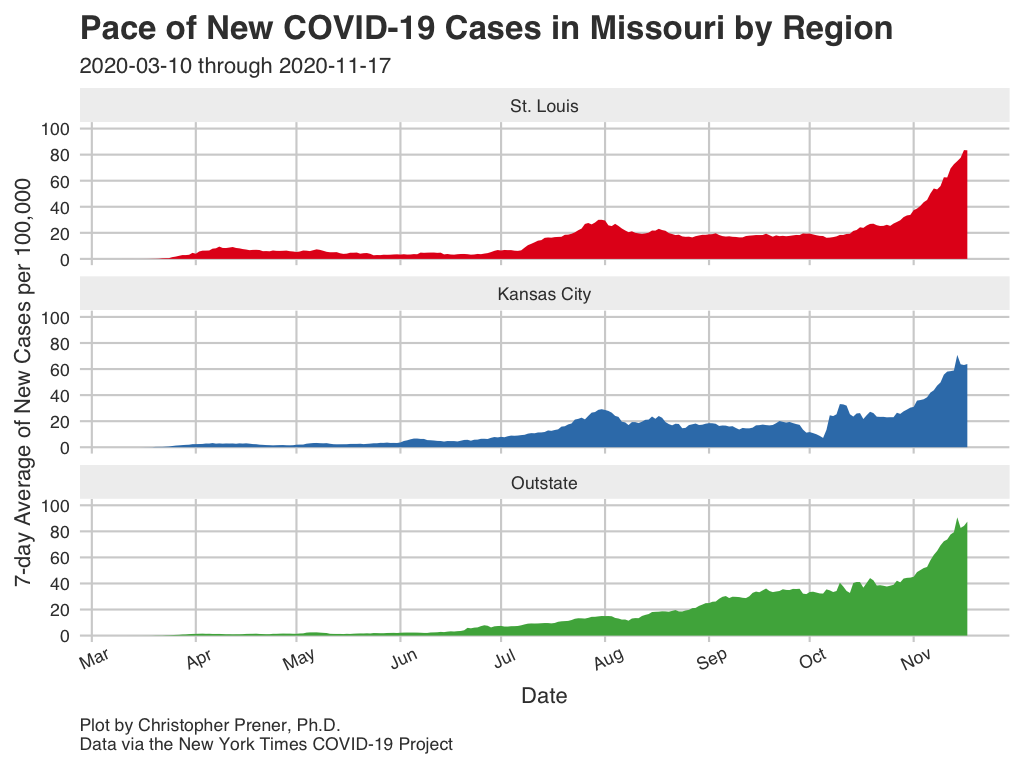 Pace of New COVID-19 Cases in Missouri by Region
2020-03-10 through 2020-11-17
7-day Average of New Cases per 100,000
St. Louis
100
80
60
40
20
0
Kansas City
100
80
60
40
20
0
Outstate
100
80
60
40
20
0
Mar Apr May Jun Jul Aug Sep Oct Nov
Date
Plot by Christopher Prener, Ph.D.
Data via the New York Times COVID-19 Project